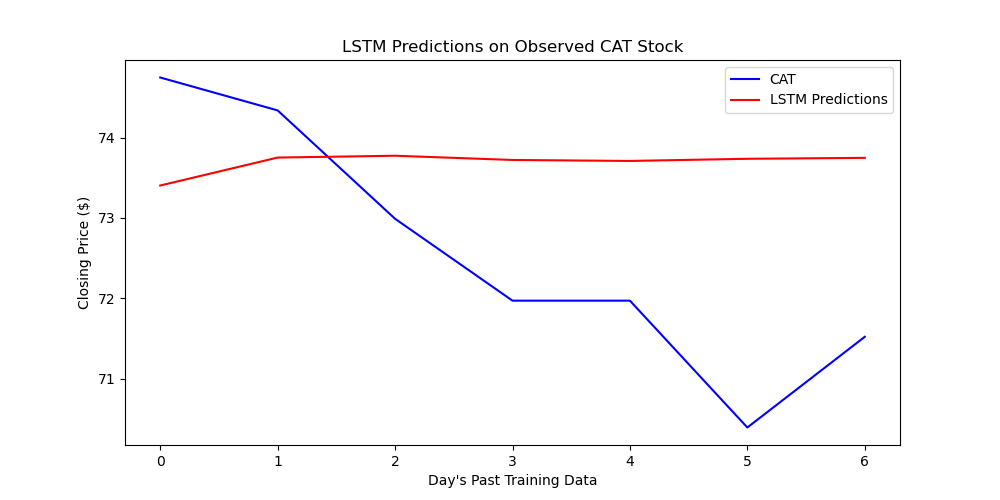 LSTM Predictions on Observed CAT Stock
CAT
LSTM Predictions
Closing Price ($)
74
73
72
71
0 1 2 3 4 5 6
Day's Past Training Data